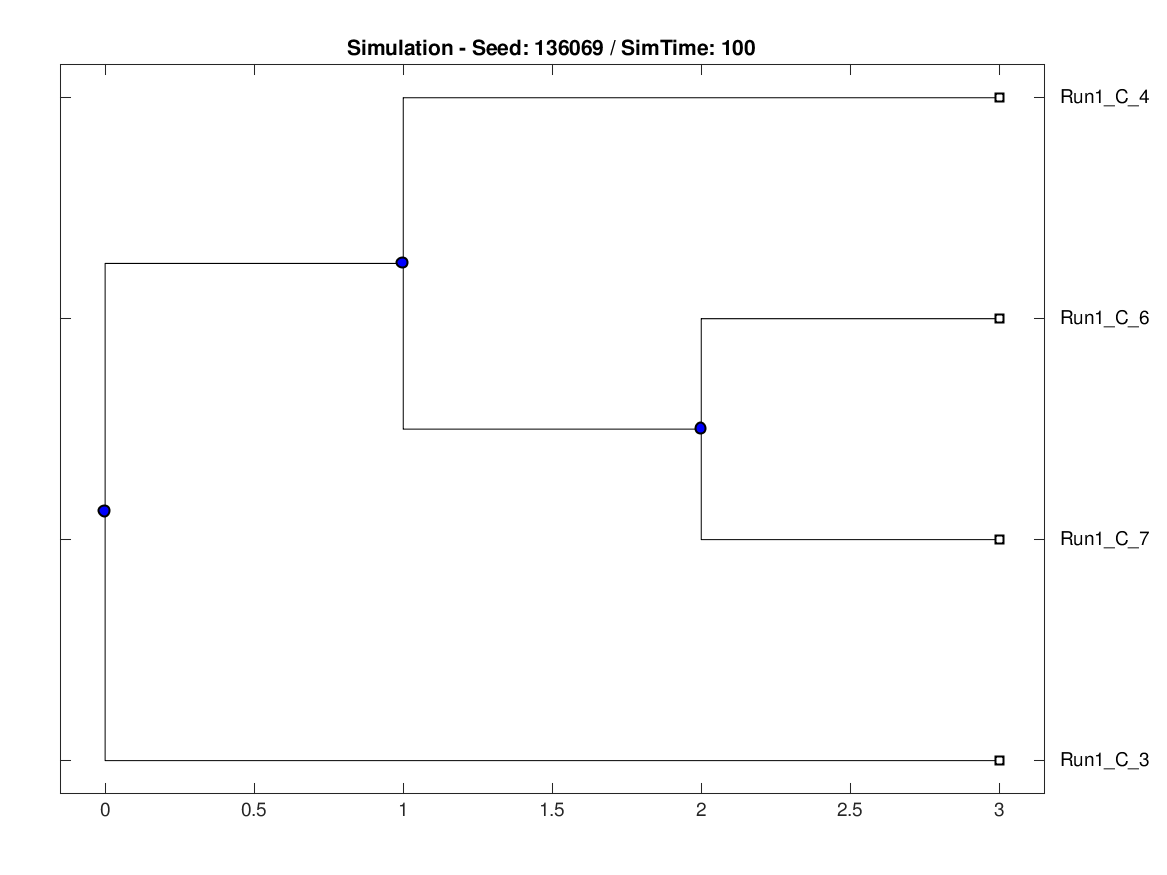 Simulation - Seed: 136069 / SimTime: 100
Run1_C_4
Run1_C_6
Run1_C_7
Run1_C_3
0 0.5 1 1.5 2 2.5 3